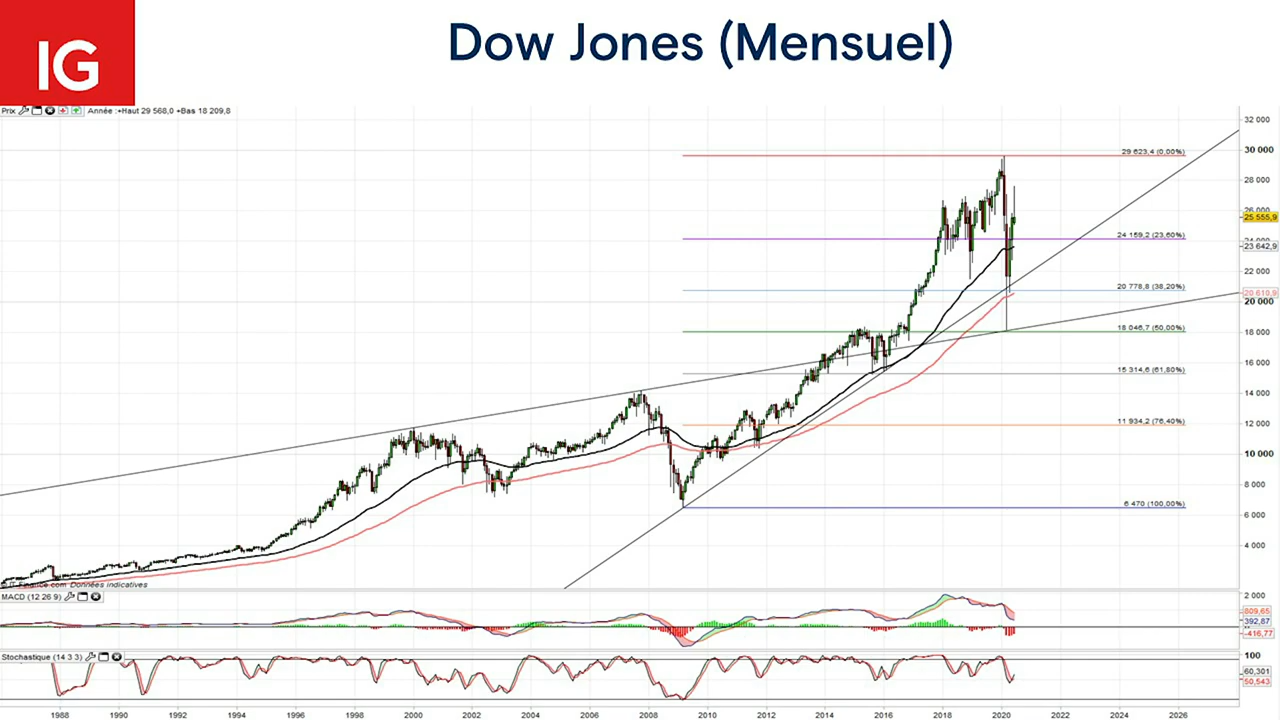 IG
Dow Jones (Mensuel)
Prix
Année :+Haut 29 568,0 +Bas 18 209,8
32 000
29 623,4 (0,00%)
30 000
28 000
26 000
25 555,9
24 159,2 (23,60%)
24 000
23 642,9
22 000
20 778,8 (38,20%)
20 610,9
20 000
18 046,7 (50,00%)
18 000
16 000
15 314,6 (61,80%)
14 000
11 934,2 (76,40%)
12 000
10 000
8 000
6 470 (100,00%)
6 000
4 000
© IT-Finance.com Données indicatives
MACD (12 26 9)
2 000
809,65
392,87
0
-416,77
Stochastique (14 3 3)
100
60,301
50,543
1988 1990 1992 1994 1996 1998 2000 2002 2004 2006 2008 2010 2012 2014 2016 2018 2020 2022 2024 2026